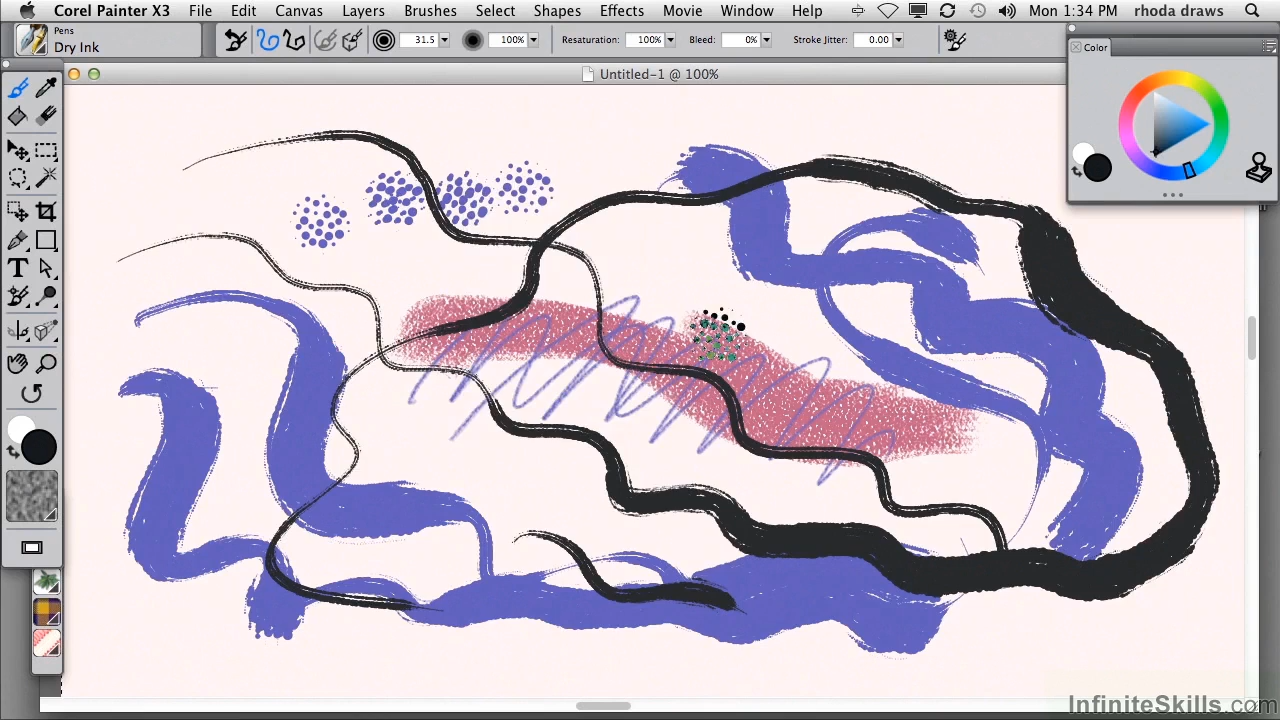 Corel Painter X3 File Edit Canvas Layers Brushes Select Shapes Effects Movie Window Help Mon 1:34 PM rhoda draws
Pens
Dry Ink
31.5 100% Resaturation: 100% Bleed: 0% Stroke Jitter: 0.00
Color
Untitled-1 @ 100%
T
InfiniteSkills.com